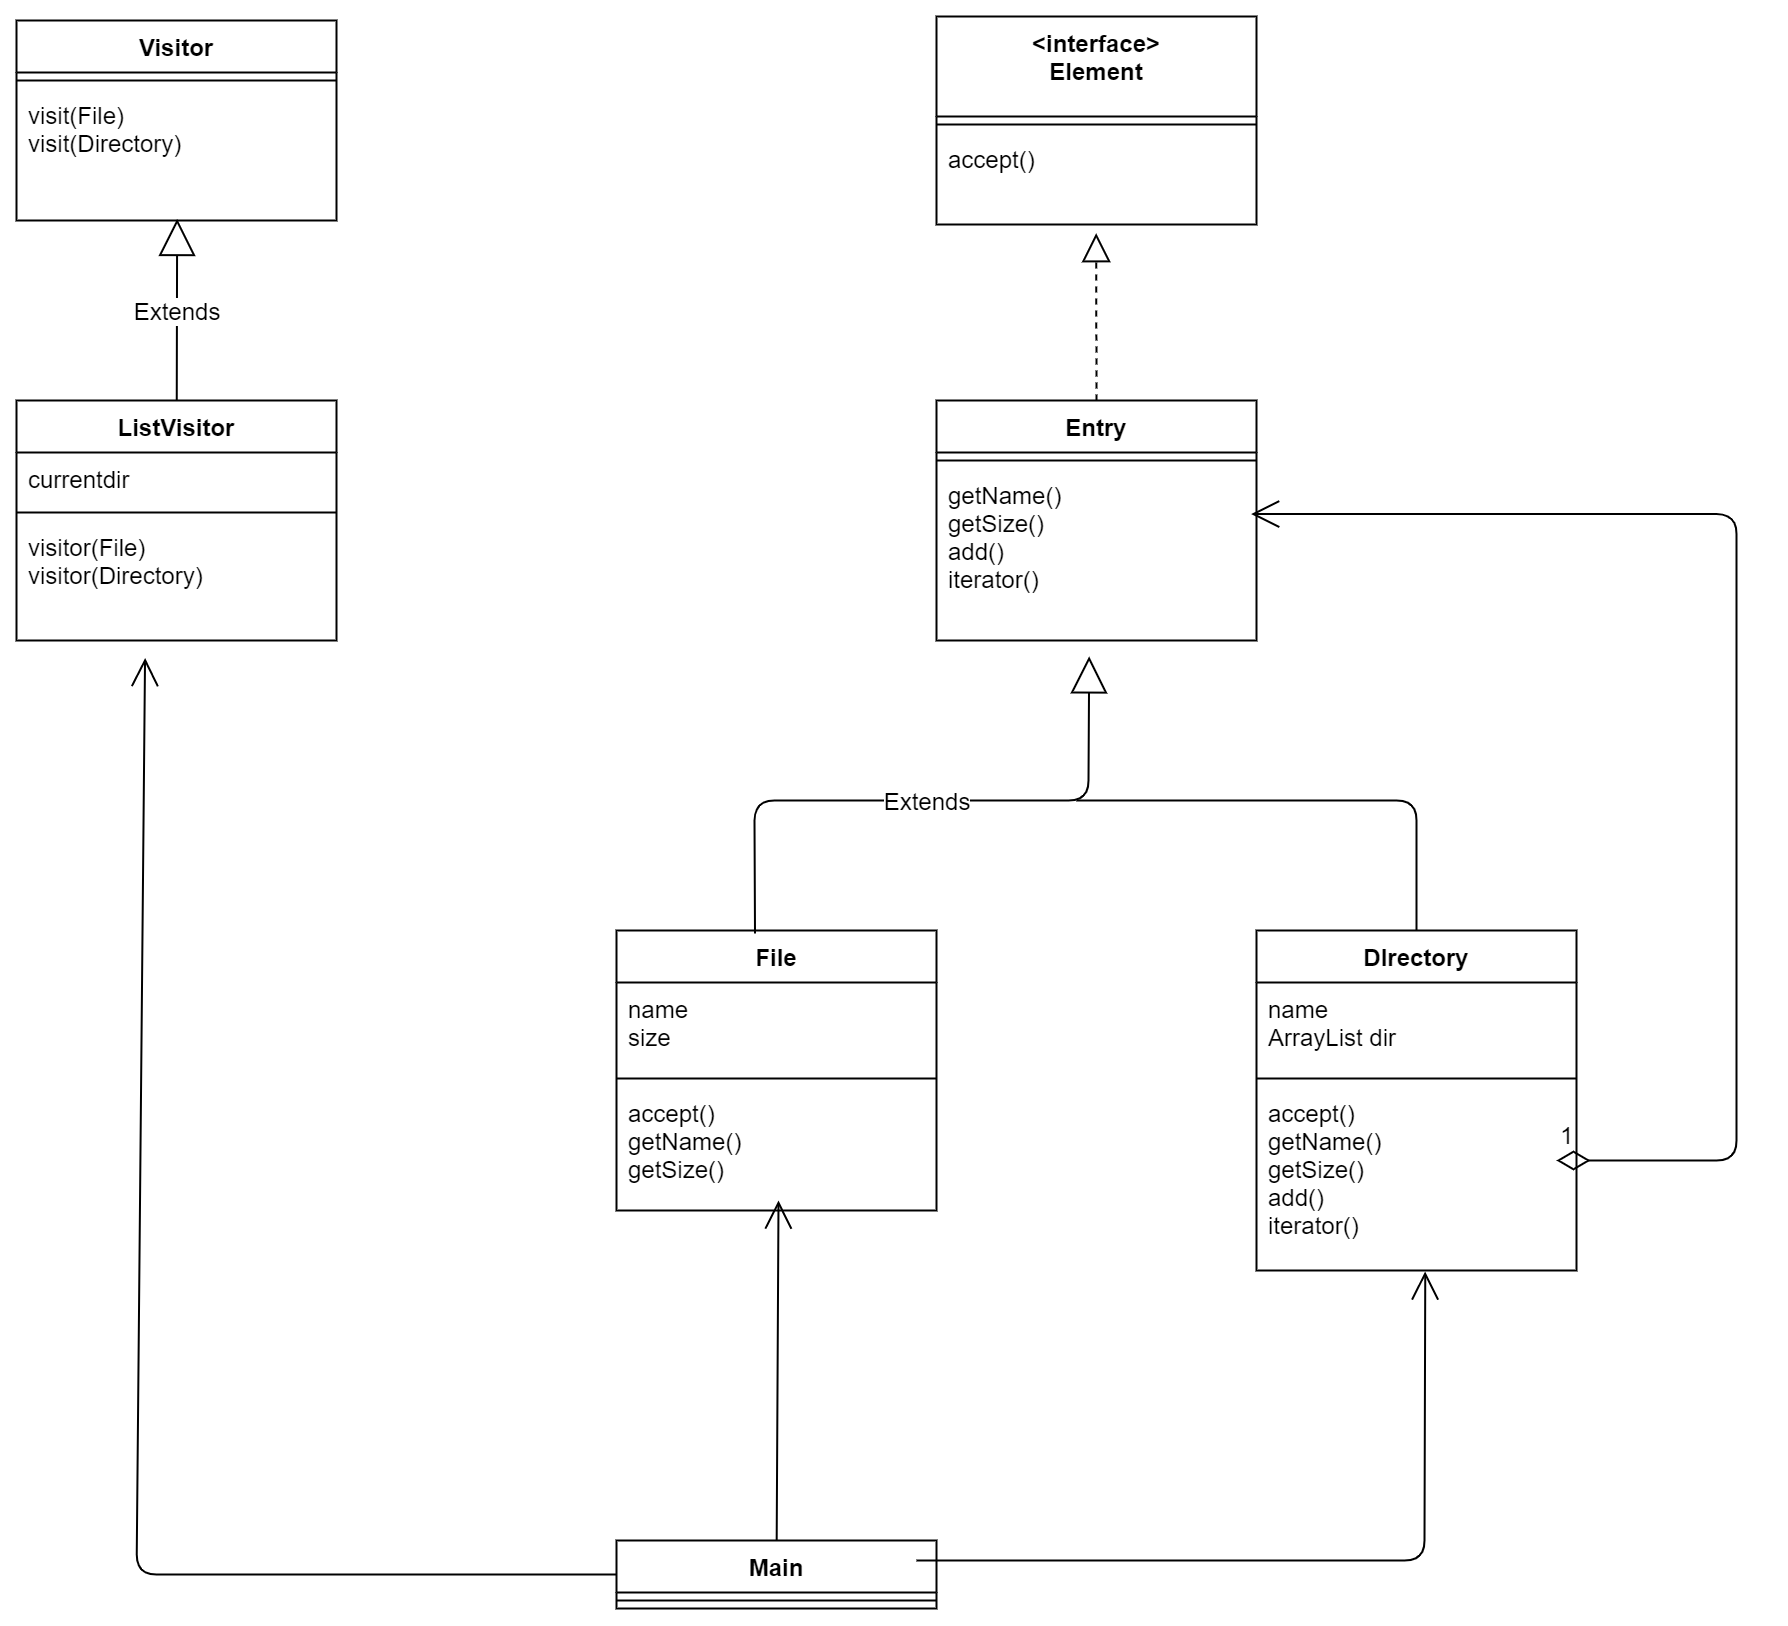 Visitor
visit(File)
visit(Directory)
<interface>
Element
accept()
Extends
ListVisitor
currentdir
visitor(File)
visitor(Directory)
Entry
getName()
getSize()
add()
iterator()
Extends
File
name
size
accept()
getName()
getSize()
DIrectory
name
ArrayList dir
accept()
getName()
getSize()
add()
iterator()
1
Main